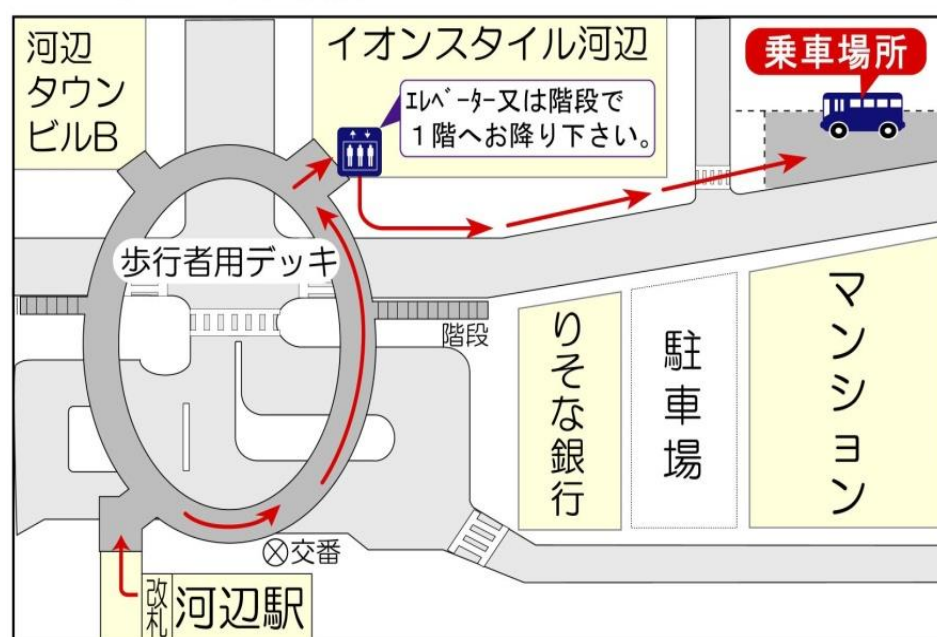 河辺
タウン
ビルB
イオンスタイル河辺
乗車場所
エレベーター又は階段で
1階へお降り下さい。
歩行者用デッキ
階段
りそな銀行
駐車場
マンション
交番
改札
河辺駅